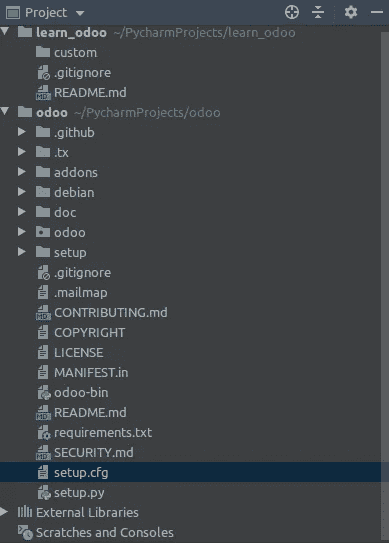 Project
learn_odoo ~/PycharmProjects/learn_odoo
custom
.gitignore
README.md
odoo ~/PycharmProjects/odoo
.github
.tx
addons
debian
doc
odoo
setup
.gitignore
.mailmap
CONTRIBUTING.md
COPYRIGHT
LICENSE
MANIFEST.in
odoo-bin
README.md
requirements.txt
SECURITY.md
setup.cfg
setup.py
External Libraries
Scratches and Consoles